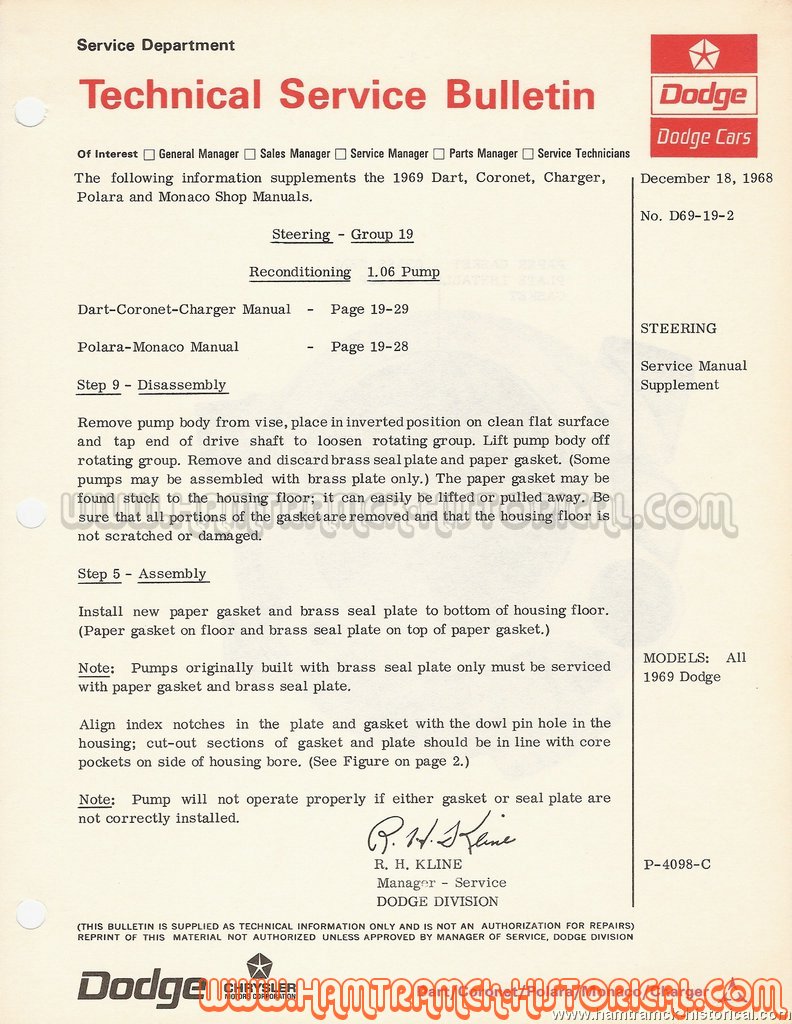 Service Department
Technical Service Bulletin
Dodge
Dodge Cars
Of Interest □ General Manager □ Sales Manager □ Service Manager □ Parts Manager □ Service Technicians
The following information supplements the 1969 Dart, Coronet, Charger,
Polara and Monaco Shop Manuals.
December 18, 1968
No. D69-19-2
Steering - Group 19
Reconditioning 1.06 Pump
Dart-Coronet-Charger Manual - Page 19-29
Polara-Monaco Manual - Page 19-28
STEERING
Service Manual
Supplement
Step 9 - Disassembly
Remove pump body from vise, place in inverted position on clean flat surface
and tap end of drive shaft to loosen rotating group. Lift pump body off
rotating group. Remove and discard brass seal plate and paper gasket. (Some
pumps may be assembled with brass plate only.) The paper gasket may be
found stuck to the housing floor; it can easily be lifted or pulled away. Be
sure that all portions of the gasket are removed and that the housing floor is
not scratched or damaged.
www.HAMTRAMCK-HISTORICAL.com
Step 5 - Assembly
Install new paper gasket and brass seal plate to bottom of housing floor.
(Paper gasket on floor and brass seal plate on top of paper gasket.)
Note: Pumps originally built with brass seal plate only must be serviced
with paper gasket and brass seal plate.
MODELS: All
1969 Dodge
Align index notches in the plate and gasket with the dowl pin hole in the
housing; cut-out sections of gasket and plate should be in line with core
pockets on side of housing bore. (See Figure on page 2.)
Note: Pump will not operate properly if either gasket or seal plate are
not correctly installed.
R. H. Kline
R. H. KLINE
Manager - Service
DODGE DIVISION
P-4098-C
(THIS BULLETIN IS SUPPLIED AS TECHNICAL INFORMATION ONLY AND IS NOT AN AUTHORIZATION FOR REPAIRS)
REPRINT OF THIS MATERIAL NOT AUTHORIZED UNLESS APPROVED BY MANAGER OF SERVICE, DODGE DIVISION
Dodge
CHRYSLER
MOTORS CORPORATION
Dart/Coronet/Polara/Monaco/Charger
www.HAMTRAMCK-HISTORICAL.com
www.hamtramck-historical.com